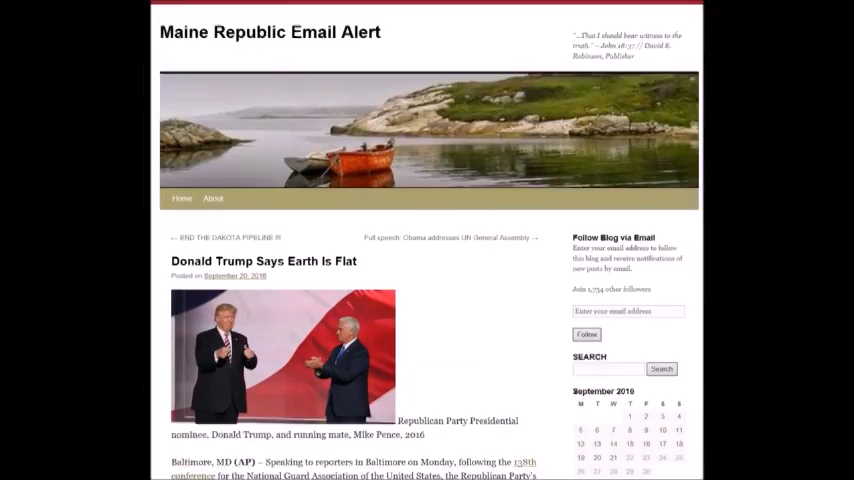 Maine Republic Email Alert
"...That I should bear witness to the
truth." – John 18:37 // David E.
Robinson, Publisher
Home About
← END THE DAKOTA PIPELINE !!!
Full speech: Obama addresses UN General Assembly →
Donald Trump Says Earth Is Flat
Posted on September 20, 2016
Republican Party Presidential
nominee, Donald Trump, and running mate, Mike Pence, 2016
Baltimore, MD (AP) – Speaking to reporters in Baltimore on Monday, following the 138th
conference for the National Guard Association of the United States, the Republican Party's
Follow Blog via Email
Enter your email address to follow
this blog and receive notifications of
new posts by email.
Join 1,734 other followers
Enter your email address
Follow
SEARCH
Search
September 2016
M T W T F S S
1 2 3 4
5 6 7 8 9 10 11
12 13 14 15 16 17 18
19 20 21 22 23 24 25
26 27 28 29 30